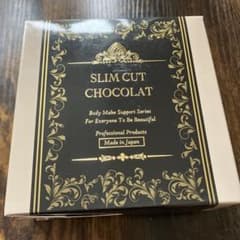 SLIM CUT
CHOCOLAT
Body Make Support Series
For Everyone To Be Beautiful
Professional Products
Made in Japan